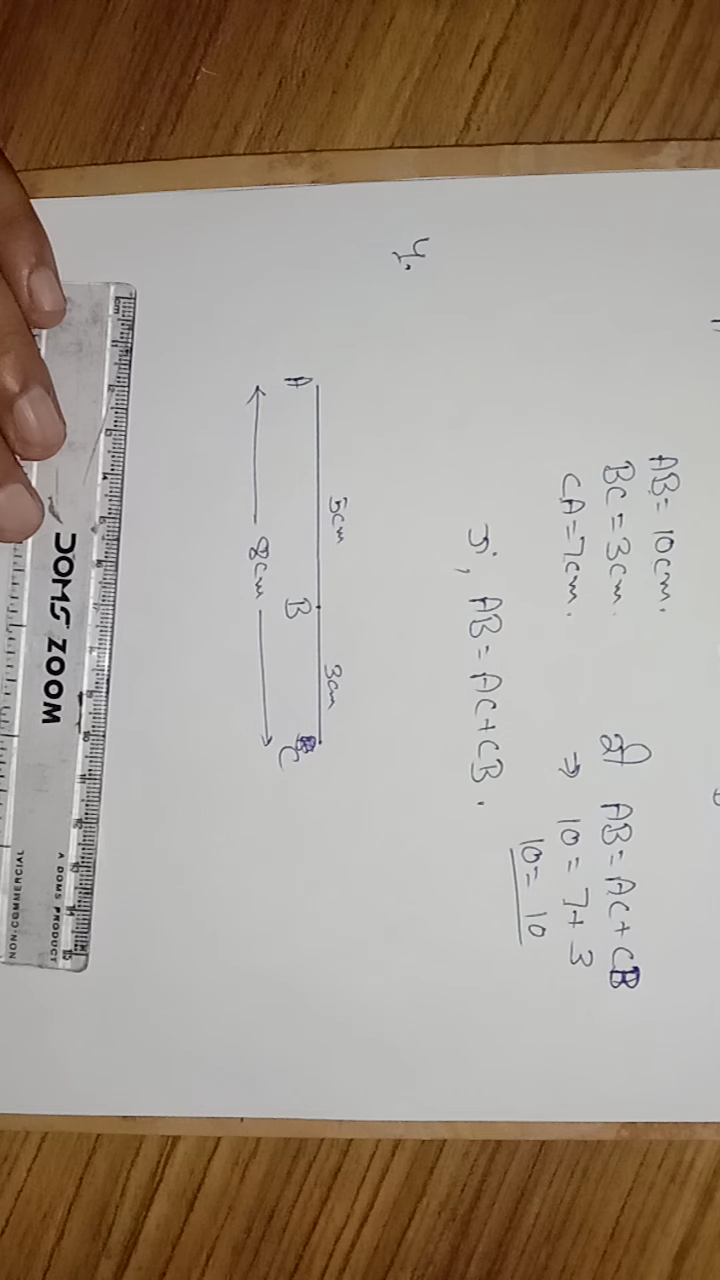 AB = 10cm.
BC = 3cm.
CA = 7cm.
AB = AC + CB
⇒ 10 = 7 + 3
10 = 10
, AB = AC + CB.
4.
5cm
3cm
A
B
C
8cm
cm
DOMS ZOOM
A DOMS PRODUCT
NON-COMMERCIAL